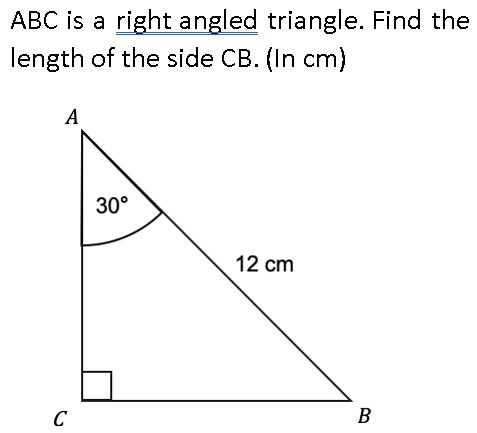 ABC is a right angled triangle. Find the
length of the side CB. (In cm)
A
30°
12 cm
C
B